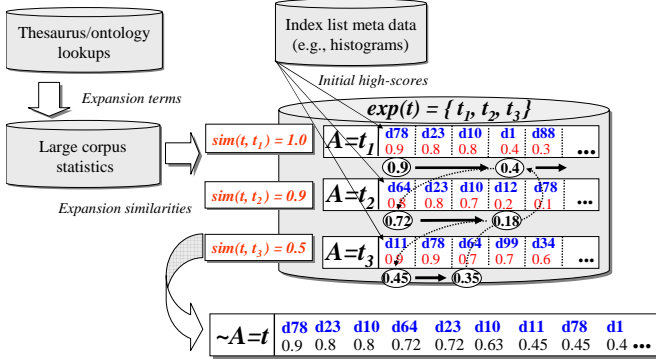 Thesaurus/ontology
lookups
Index list meta data
(e.g., histograms)
Initial high-scores
Expansion terms
exp(t) = { t1, t2, t3 }
Large corpus
statistics
sim(t, t1) = 1.0
A=t1
d78 d23 d10 d1 d88
0.9 0.8 0.8 0.4 0.3 ...
0.9 0.4
sim(t, t2) = 0.9
A=t2
d64 d23 d10 d12 d78
0.8 0.8 0.7 0.2 0.1 ...
0.72 0.18
Expansion similarities
sim(t, t3) = 0.5
A=t3
d11 d78 d64 d99 d34
0.9 0.9 0.7 0.7 0.6 ...
0.45 0.35
~A=t
d78 d23 d10 d64 d23 d10 d11 d78 d1
0.9 0.8 0.8 0.72 0.72 0.63 0.45 0.45 0.4 ...